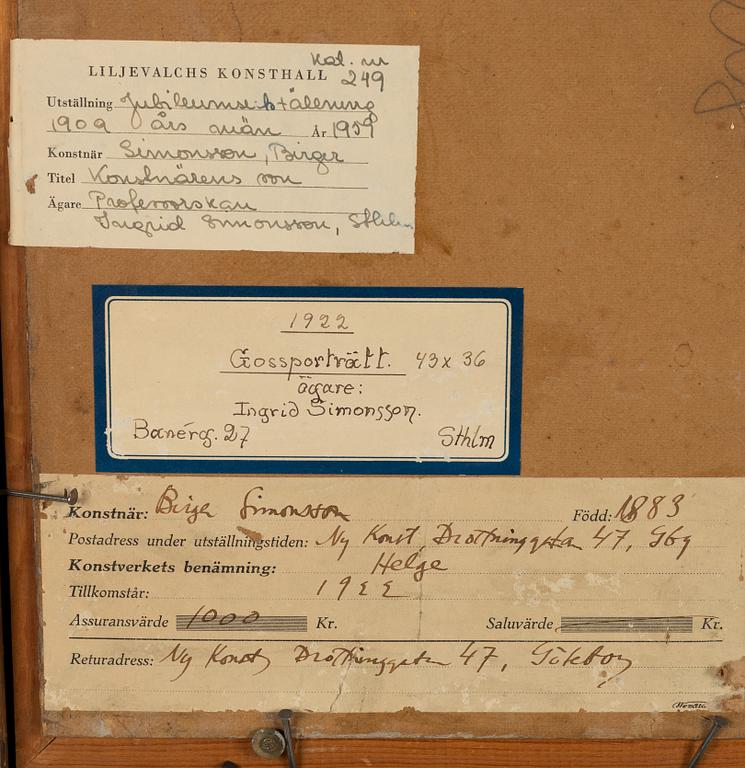 Kat. nr
LILJEVALCHS KONSTHALL 249
Utställning Jubileumsutställning
1909 års män År 1959
Konstnär Simonsson, Birger
Titel Konstnärens son
Ägare Professorskan
Ingrid Simonsson, Sthlm
1922
Gossporträtt. 43 x 36
ägare:
Ingrid Simonsson.
Banérg. 27 Sthlm
Konstnär: Birger Simonsson Född: 1883
Postadress under utställningstiden: Ny Konst, Drottninggatan 47, Gbg
Konstverkets benämning: Helge
Tillkomstår: 1922
Assuransvärde 1000 Kr. Saluvärde Kr.
Returadress: Ny Konst, Drottninggatan 47, Göteborg